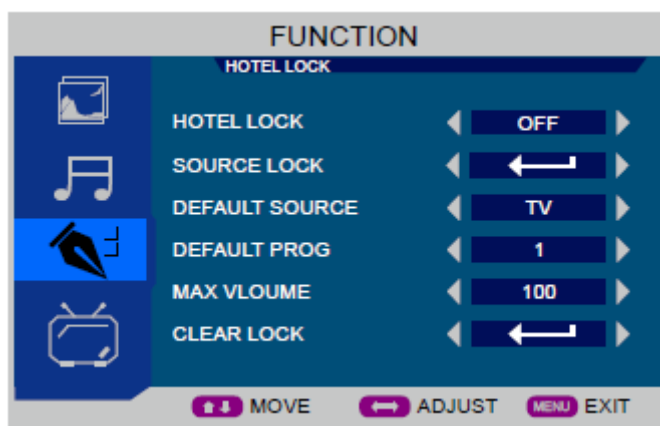 FUNCTION
HOTEL LOCK
HOTEL LOCK OFF
SOURCE LOCK
DEFAULT SOURCE TV
DEFAULT PROG 1
MAX VLOUME 100
CLEAR LOCK
MOVE ADJUST MENU EXIT